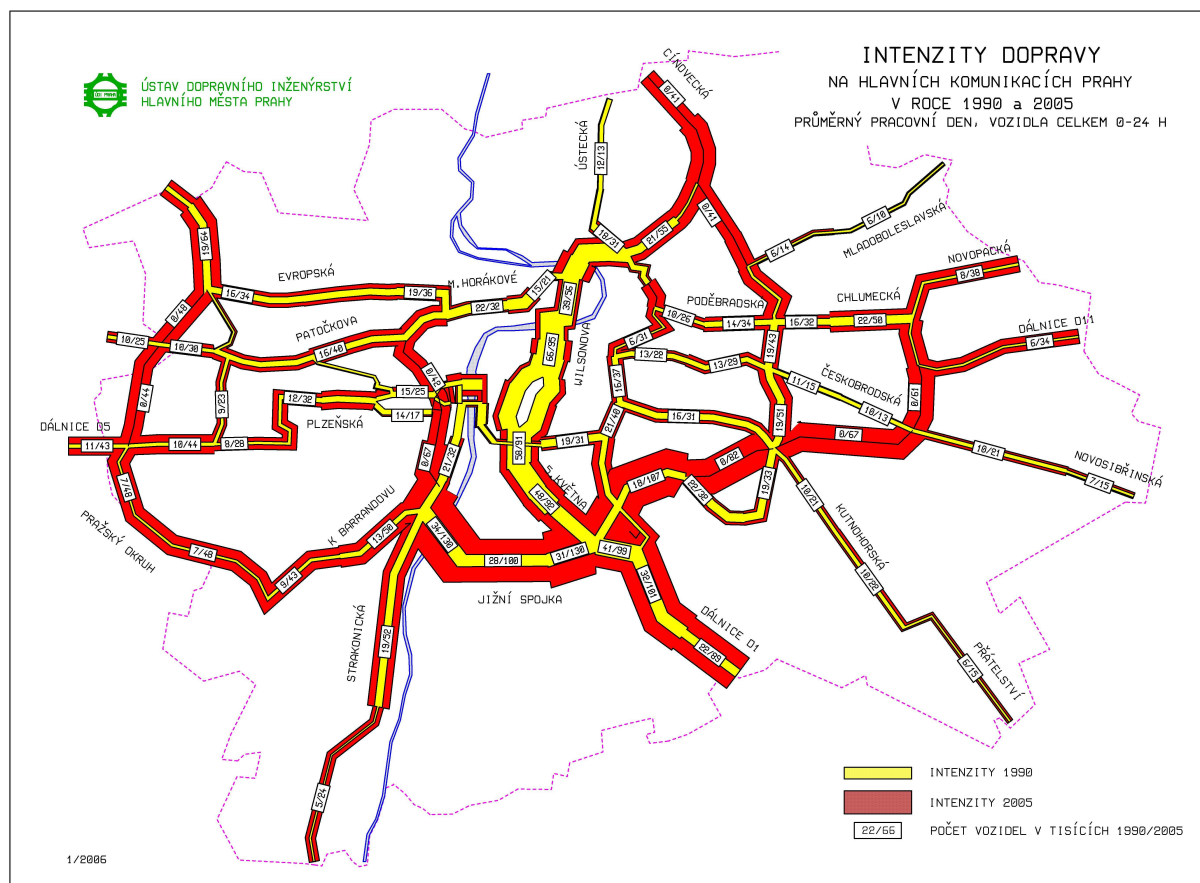 INTENZITY DOPRAVY
NA HLAVNÍCH KOMUNIKACÍCH PRAHY
V ROCE 1990 a 2005
PRŮMĚRNÝ PRACOVNÍ DEN, VOZIDLA CELKEM 0-24 H
ÚSTAV DOPRAVNÍHO INŽENÝRSTVÍ
HLAVNÍHO MĚSTA PRAHY
CÍNOVECKÁ
0/41
ÚSTECKÁ
12/13
18/31
21/55
0/41
6/14
6/10
MLADOBOLESLAVSKÁ
NOVOPACKÁ
8/38
CHLUMECKÁ
PODĚBRADSKÁ
10/26
14/34
16/32
22/50
DÁLNICE D11
6/34
19/64
EVROPSKÁ
16/34
19/36
M.HORÁKOVÉ
22/32
15/21
39/56
0/48
PATOČKOVA
10/25
10/30
16/40
66/95
WILSONOVA
6/31
13/22
13/29
19/43
11/15
ČESKOBRODSKÁ
10/13
0/61
0/42
16/37
0/44
9/23
12/32
PLZEŇSKÁ
15/25
14/17
16/31
21/40
19/51
0/67
DÁLNICE D5
11/43
10/44
8/28
0/67
21/32
58/91
19/31
10/21
NOVOSIBŘINSKÁ
7/15
7/48
PRAŽSKÝ OKRUH
7/48
K BARRANDOVU
13/50
9/43
5.KVĚTNA
48/92
18/107
0/82
22/32
19/33
10/21
KUTNOHORSKÁ
10/22
34/130
28/100
31/130
41/99
JIŽNÍ SPOJKA
32/101
DÁLNICE D1
22/89
STRAKONICKÁ
19/52
5/24
PŘÁTELSTVÍ
6/15
INTENZITY 1990
INTENZITY 2005
22/66
POČET VOZIDEL V TISÍCÍCH 1990/2005
1/2006